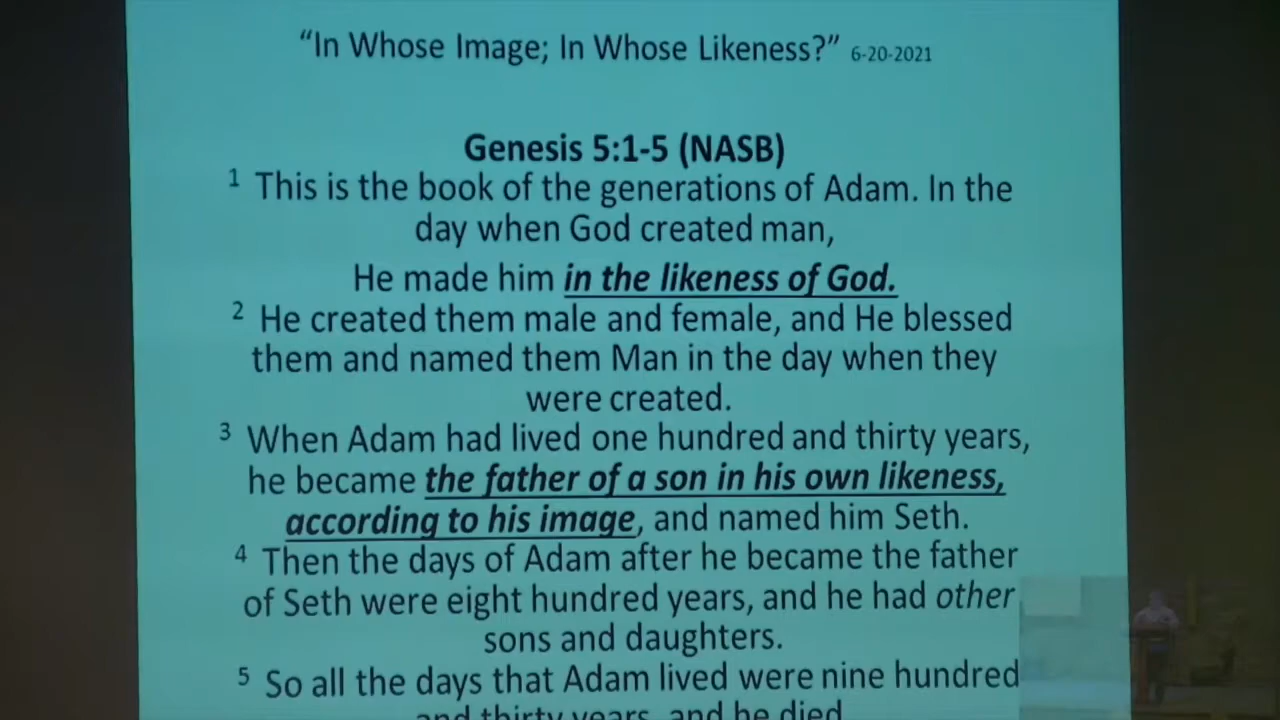 “In Whose Image; In Whose Likeness?” 6-20-2021
Genesis 5:1-5 (NASB)
1 This is the book of the generations of Adam. In the
day when God created man,
He made him in the likeness of God.
2 He created them male and female, and He blessed
them and named them Man in the day when they
were created.
3 When Adam had lived one hundred and thirty years,
he became the father of a son in his own likeness,
according to his image, and named him Seth.
4 Then the days of Adam after he became the father
of Seth were eight hundred years, and he had other
sons and daughters.
5 So all the days that Adam lived were nine hundred
and thirty years, and he died